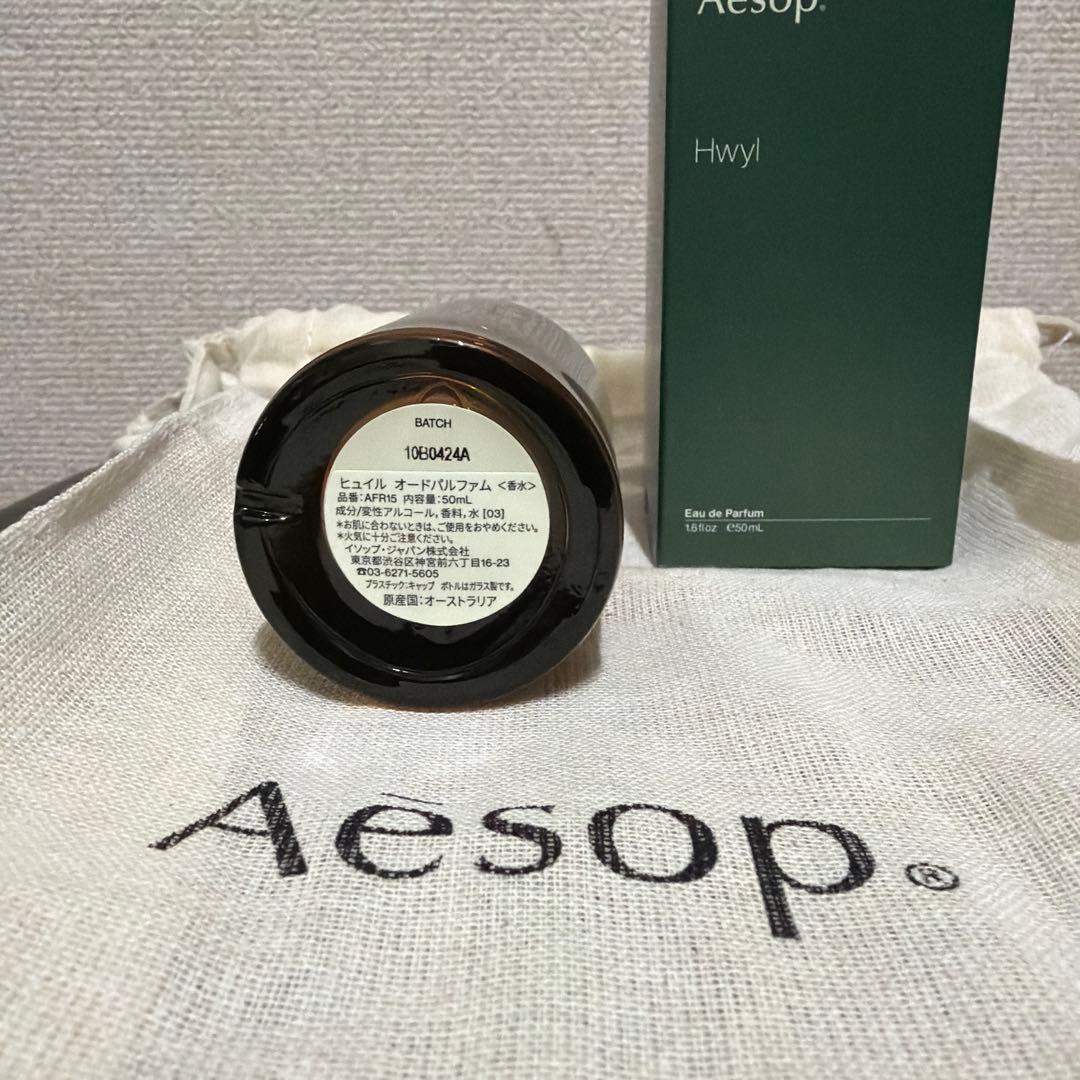 Aesop®
Hwyl
Eau de Parfum
1.6floz ℮50mL
BATCH
10B0424A
ヒュイル オードパルファム <香水>
品番:AFR15 内容量:50mL
成分/変性アルコール,香料,水 [03]
*お肌に合わないときは、ご使用をおやめください。
*火気に十分ご注意ください。
イソップ・ジャパン株式会社
東京都渋谷区神宮前六丁目16-23
☎03-6271-5605
プラスチック:キャップ ボトルはガラス製です。
原産国:オーストラリア
Aēsop®